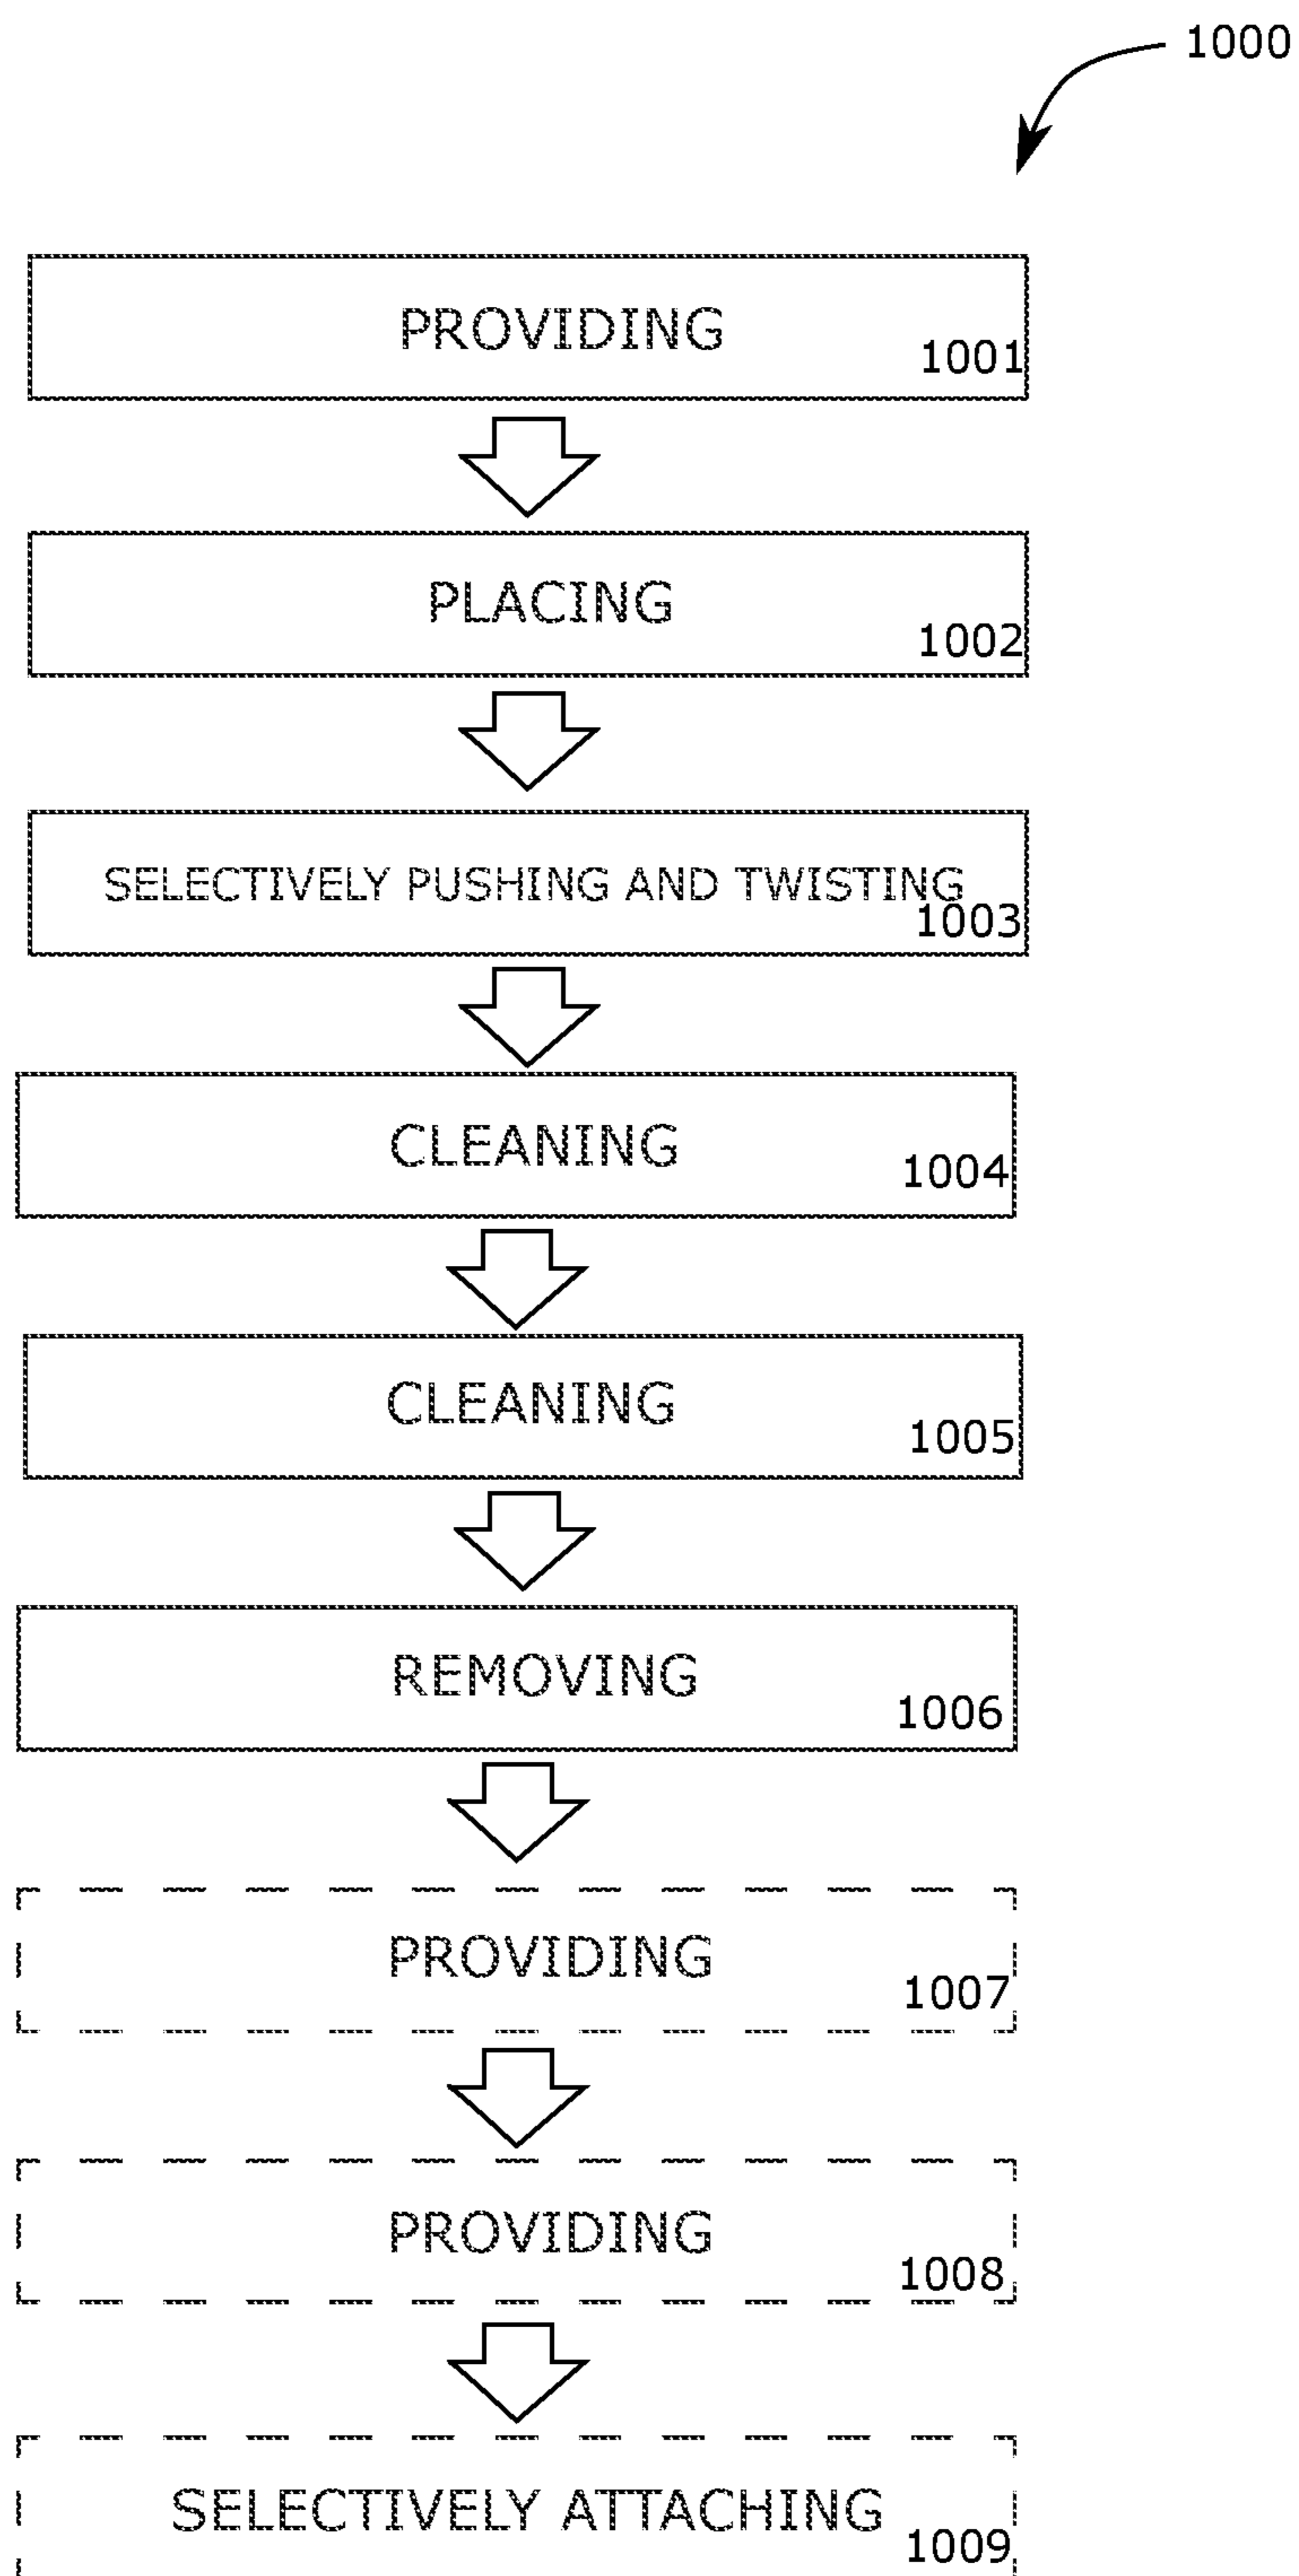 1000
PROVIDING
1001
PLACING
1002
SELECTIVELY PUSHING AND TWISTING
1003
CLEANING
1004
CLEANING
1005
REMOVING
1006
PROVIDING
1007
PROVIDING
1008
SELECTIVELY ATTACHING
1009